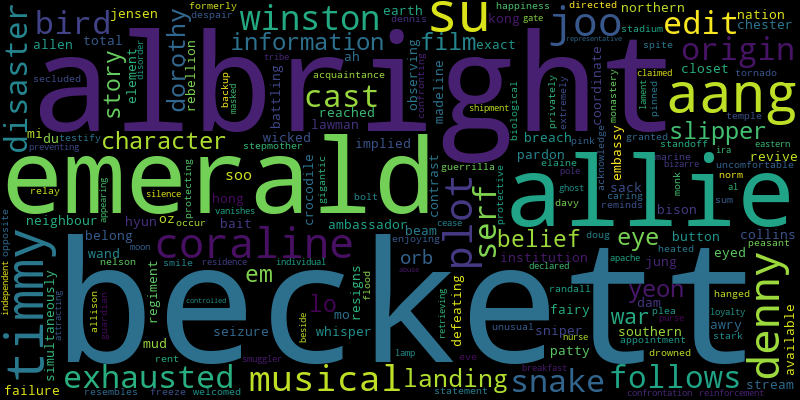 formerly
jensen
despair
bird
allen
total
secluded
disaster
story
element
disorder
dorothy
rebellion
winston
earth
dennis
kong
su
happiness
gate
joo
directed
representative
northern
stadium
spite
edit
nation
chester
origin
information
film
exact
ah
backup
masked
tribe
battling
acquaintance
cast
reached
observing
confronting
madeline
closet
tornado
claimed
aang
albright
mi
du
testify
preventing
character
lawman
wicked
implied
stepmother
shipment
biological
privately
extremely
coordinate
monastery
lament
pinned
temple
slipper
breach
pink
granted
standoff
eastern
pardon
acknowledge
embassy
marine
ira
revive
bizarre
uncomfortable
emerald
relay
appearing
silence
protecting
soo
gigantic
crocodile
bolt
contrast
guerrilla
elaine
pole
ghost
sack
caring
monk
norm
al
davy
reminds
bison
sum
allie
neighbour
hyun
oz
hong
vanishes
occur
bait
ambassador
cease
protective
serf
plot
belief
doug
eye
button
collins
peasant
opposite
independent
timmy
belong
moon
wand
coraline
beam
enjoying
orb
institution
heated
eyed
apache
jung
declared
denny
smile
nelson
residence
individual
em
lo
mo
resigns
flood
defeating
randall
yeon
hanged
dam
purse
fairy
war
plea
loyalty
simultaneously
attracting
allison
guardian
regiment
controlled
beside
seizure
whisper
abuse
unusual
sniper
southern
awry
appointment
stark
available
beckett
mud
rent
smuggler
lamp
eve
retrieving
nurse
patty
drowned
breakfast
failure
exhausted
resembles
freeze
welcomed
musical
landing
statement
snake
follows
stream
confrontation
reinforcement